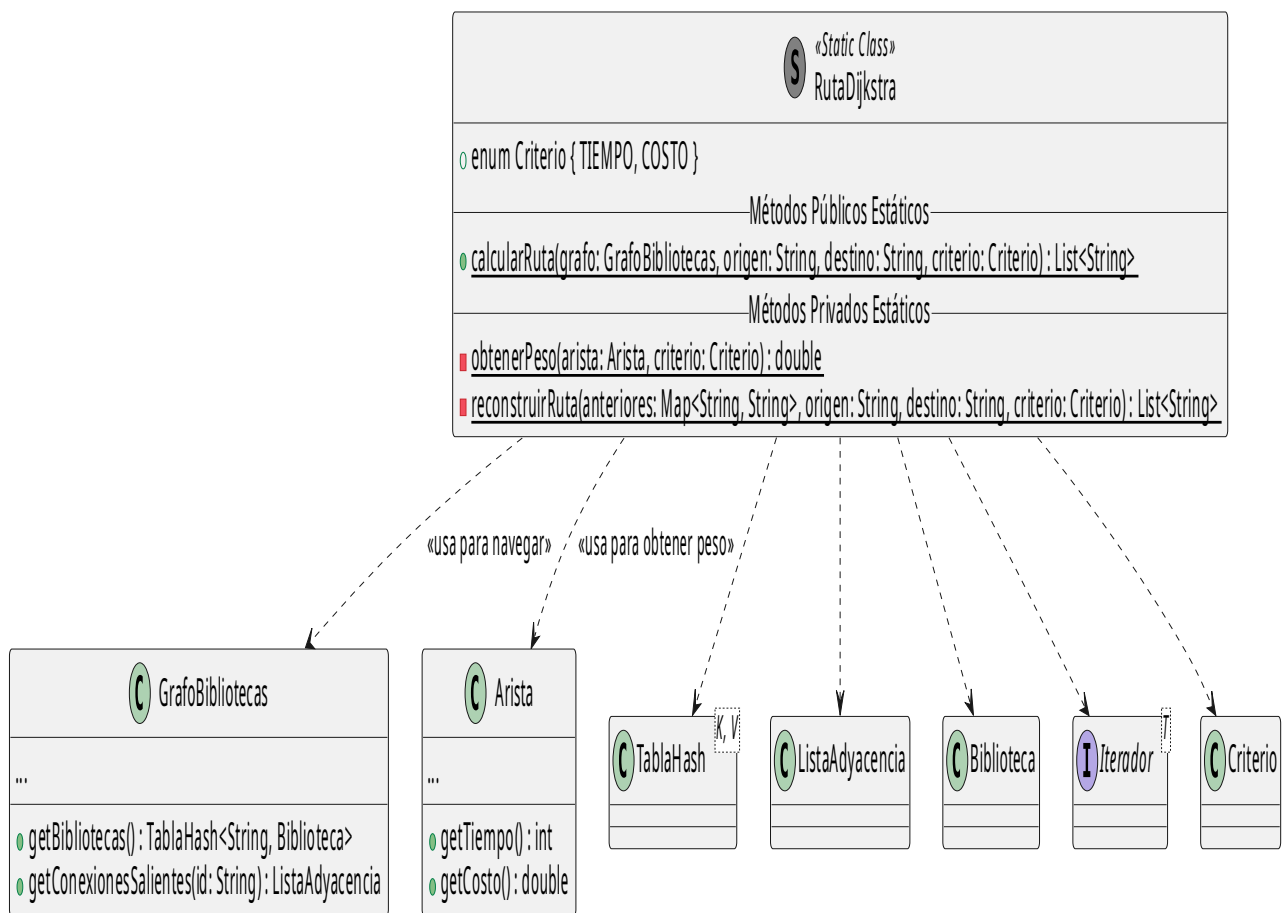 S
«Static Class»
RutaDijkstra
enum Criterio { TIEMPO, COSTO }
Métodos Públicos Estáticos
calcularRuta(grafo: GrafoBibliotecas, origen: String, destino: String, criterio: Criterio) : List<String>
Métodos Privados Estáticos
obtenerPeso(arista: Arista, criterio: Criterio) : double
reconstruirRuta(anteriores: Map<String, String>, origen: String, destino: String, criterio: Criterio) : List<String>
«usa para navegar»
«usa para obtener peso»
C GrafoBibliotecas
...
getBibliotecas() : TablaHash<String, Biblioteca>
getConexionesSalientes(id: String) : ListaAdyacencia
C Arista
...
getTiempo() : int
getCosto() : double
C TablaHash
K, V
C ListaAdyacencia
C Biblioteca
I Iterador
T
C Criterio